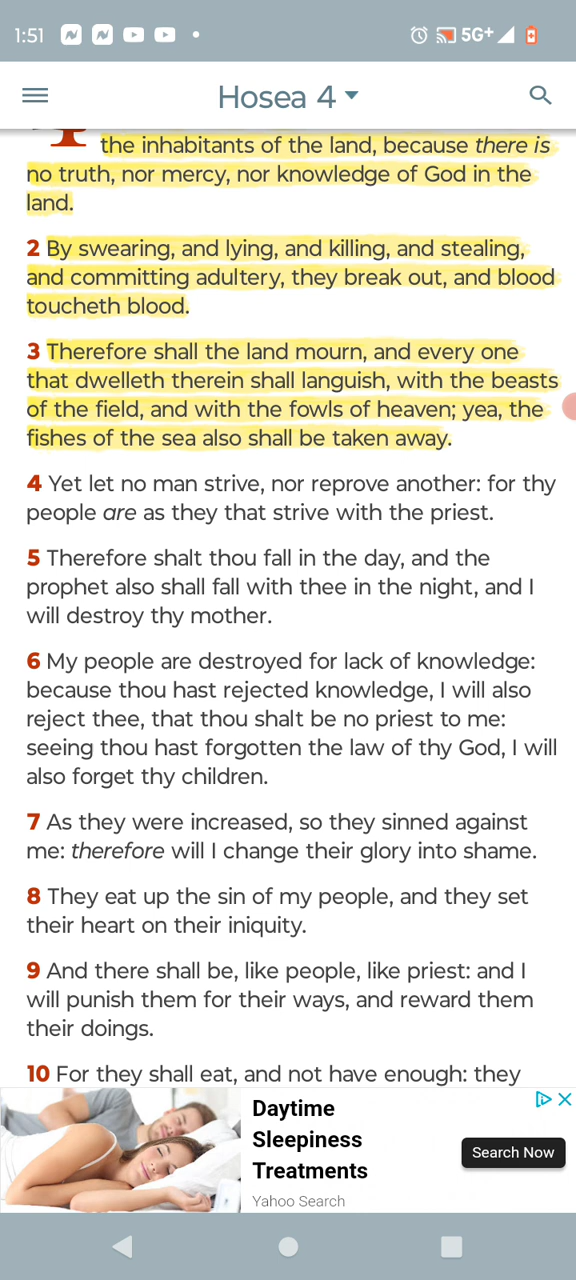 1:51
5G+
Hosea 4
the inhabitants of the land, because there is
no truth, nor mercy, nor knowledge of God in the
land.
2 By swearing, and lying, and killing, and stealing,
and committing adultery, they break out, and blood
toucheth blood.
3 Therefore shall the land mourn, and every one
that dwelleth therein shall languish, with the beasts
of the field, and with the fowls of heaven; yea, the
fishes of the sea also shall be taken away.
4 Yet let no man strive, nor reprove another: for thy
people are as they that strive with the priest.
5 Therefore shalt thou fall in the day, and the
prophet also shall fall with thee in the night, and I
will destroy thy mother.
6 My people are destroyed for lack of knowledge:
because thou hast rejected knowledge, I will also
reject thee, that thou shalt be no priest to me:
seeing thou hast forgotten the law of thy God, I will
also forget thy children.
7 As they were increased, so they sinned against
me: therefore will I change their glory into shame.
8 They eat up the sin of my people, and they set
their heart on their iniquity.
9 And there shall be, like people, like priest: and I
will punish them for their ways, and reward them
their doings.
10 For they shall eat, and not have enough: they
Daytime
Sleepiness
Treatments
Yahoo Search
Search Now